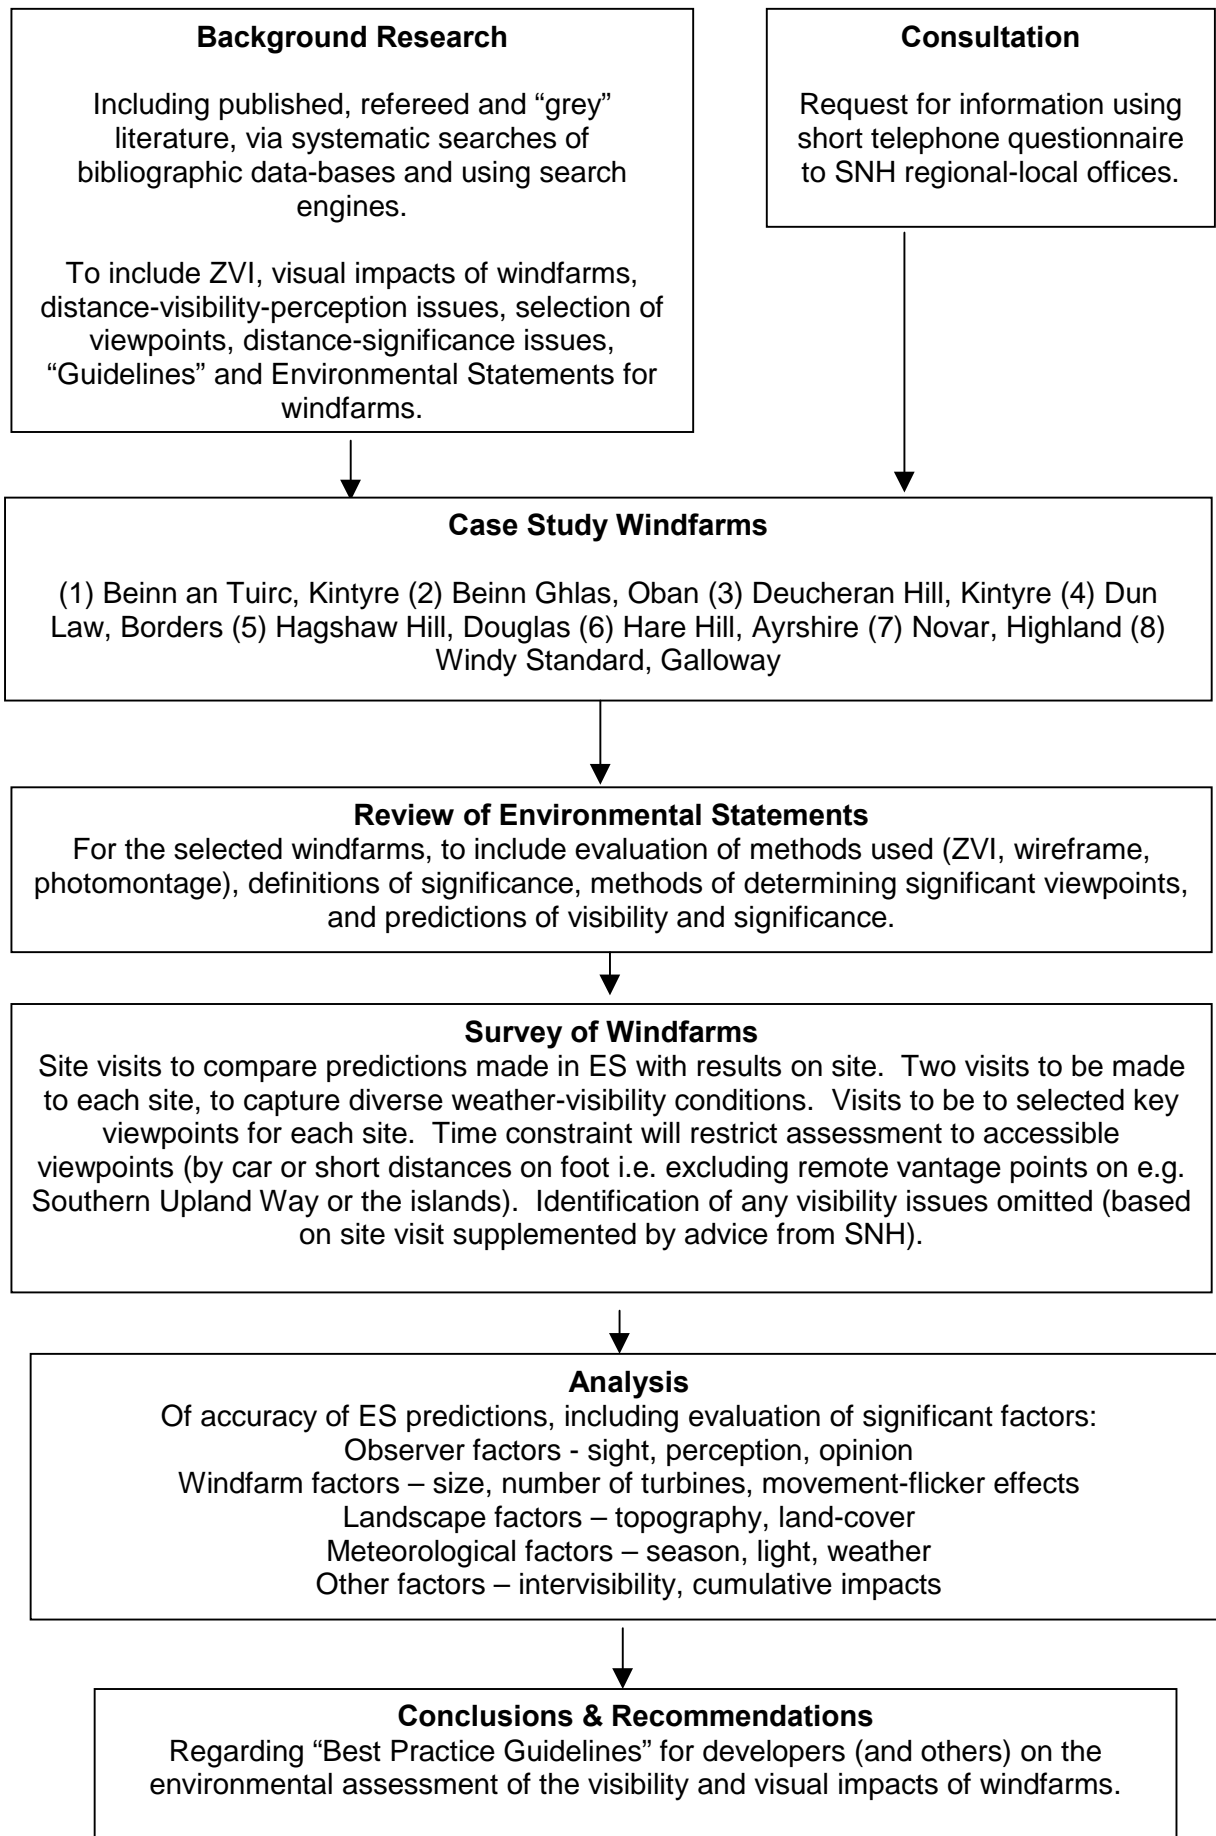 Background Research
Including published, refereed and “grey”
literature, via systematic searches of
bibliographic data-bases and using search
engines.
To include ZVI, visual impacts of windfarms,
distance-visibility-perception issues, selection of
viewpoints, distance-significance issues,
“Guidelines” and Environmental Statements for
windfarms.
Consultation
Request for information using
short telephone questionnaire
to SNH regional-local offices.
Case Study Windfarms
(1) Beinn an Tuirc, Kintyre (2) Beinn Ghlas, Oban (3) Deucheran Hill, Kintyre (4) Dun
Law, Borders (5) Hagshaw Hill, Douglas (6) Hare Hill, Ayrshire (7) Novar, Highland (8)
Windy Standard, Galloway
Review of Environmental Statements
For the selected windfarms, to include evaluation of methods used (ZVI, wireframe,
photomontage), definitions of significance, methods of determining significant viewpoints,
and predictions of visibility and significance.
Survey of Windfarms
Site visits to compare predictions made in ES with results on site.  Two visits to be made
to each site, to capture diverse weather-visibility conditions.  Visits to be to selected key
viewpoints for each site.  Time constraint will restrict assessment to accessible
viewpoints (by car or short distances on foot i.e. excluding remote vantage points on e.g.
Southern Upland Way or the islands).  Identification of any visibility issues omitted (based
on site visit supplemented by advice from SNH).
Analysis
Of accuracy of ES predictions, including evaluation of significant factors:
Observer factors - sight, perception, opinion
Windfarm factors – size, number of turbines, movement-flicker effects
Landscape factors – topography, land-cover
Meteorological factors – season, light, weather
Other factors – intervisibility, cumulative impacts
Conclusions & Recommendations
Regarding “Best Practice Guidelines” for developers (and others) on the
environmental assessment of the visibility and visual impacts of windfarms.